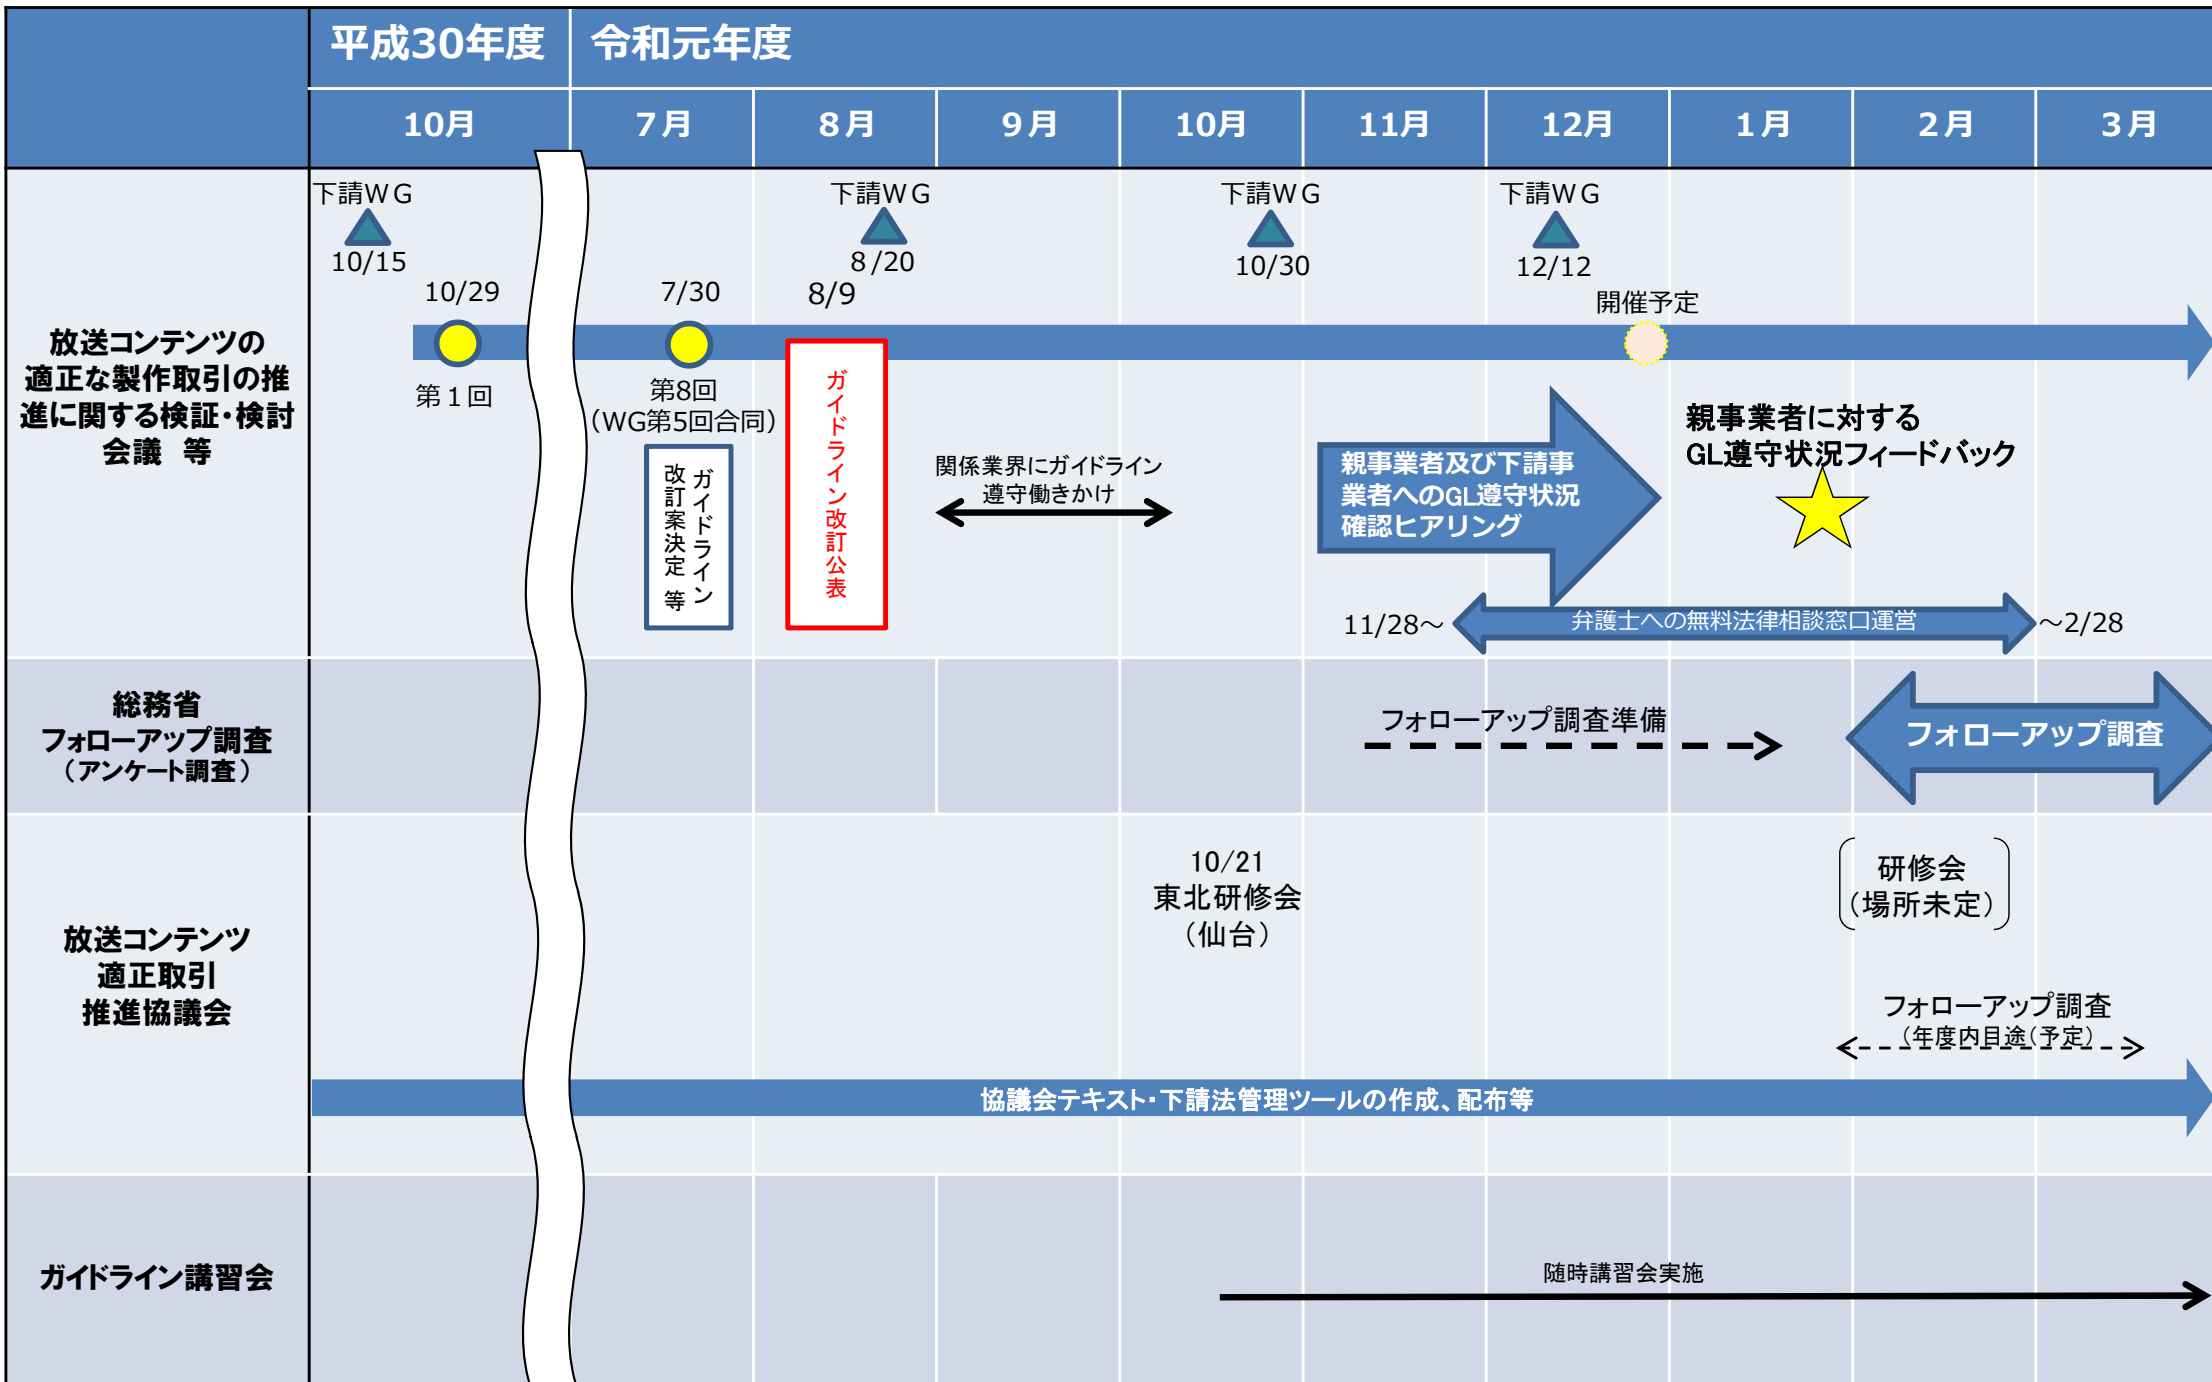 平成30年度
令和元年度
10月
7月
8月
9月
10月
11月
12月
1月
2月
3月
放送コンテンツの
適正な製作取引の推
進に関する検証・検討
会議 等
下請WG
10/15
下請WG
8/20
下請WG
10/30
下請WG
12/12
10/29
7/30
8/9
開催予定
第1回
第8回
(WG第5回合同)
ガイドライン
改訂案決定 等
ガイドライン改訂公表
関係業界にガイドライン
遵守働きかけ
親事業者及び下請事
業者へのGL遵守状況
確認ヒアリング
親事業者に対する
GL遵守状況フィードバック
11/28～
弁護士への無料法律相談窓口運営
～2/28
総務省
フォローアップ調査
(アンケート調査)
フォローアップ調査準備
フォローアップ調査
放送コンテンツ
適正取引
推進協議会
10/21
東北研修会
(仙台)
研修会
(場所未定)
フォローアップ調査
(年度内目途(予定)
協議会テキスト・下請法管理ツールの作成、配布等
ガイドライン講習会
随時講習会実施